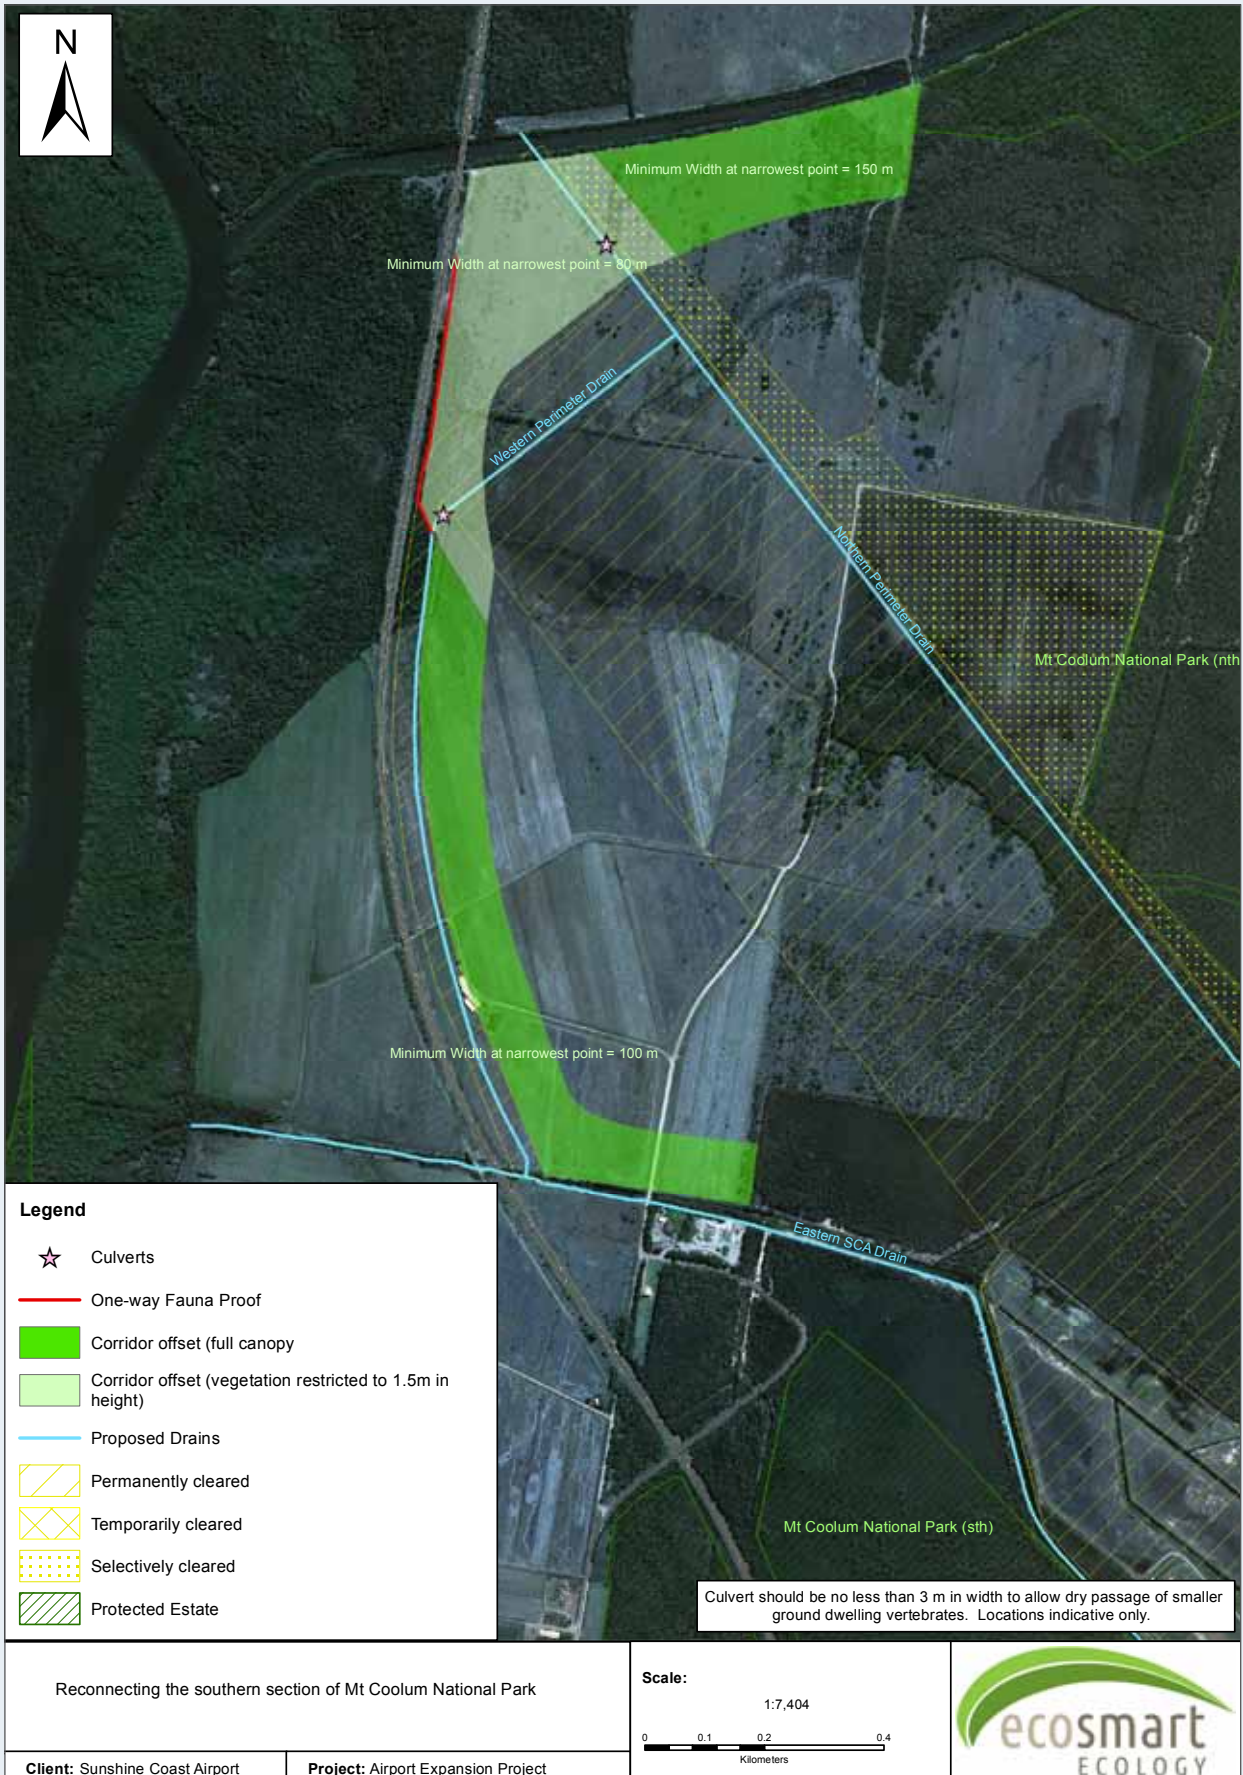 N
Minimum Width at narrowest point = 150 m
Minimum Width at narrowest point = 80 m
Western Perimeter Drain
Northern Perimeter Drain
Mt Coolum National Park (nth
Minimum Width at narrowest point = 100 m
Eastern SCA Drain
Mt Coolum National Park (sth)
Legend
Culverts
One-way Fauna Proof
Corridor offset (full canopy
Corridor offset (vegetation restricted to 1.5m in
height)
Proposed Drains
Permanently cleared
Temporarily cleared
Selectively cleared
Protected Estate
Culvert should be no less than 3 m in width to allow dry passage of smaller
ground dwelling vertebrates. Locations indicative only.
Reconnecting the southern section of Mt Coolum National Park
Scale:
1:7,404
0 0.1 0.2 0.4
Kilometers
ecosmart
ECOLOGY
Client: Sunshine Coast Airport
Project: Airport Expansion Project